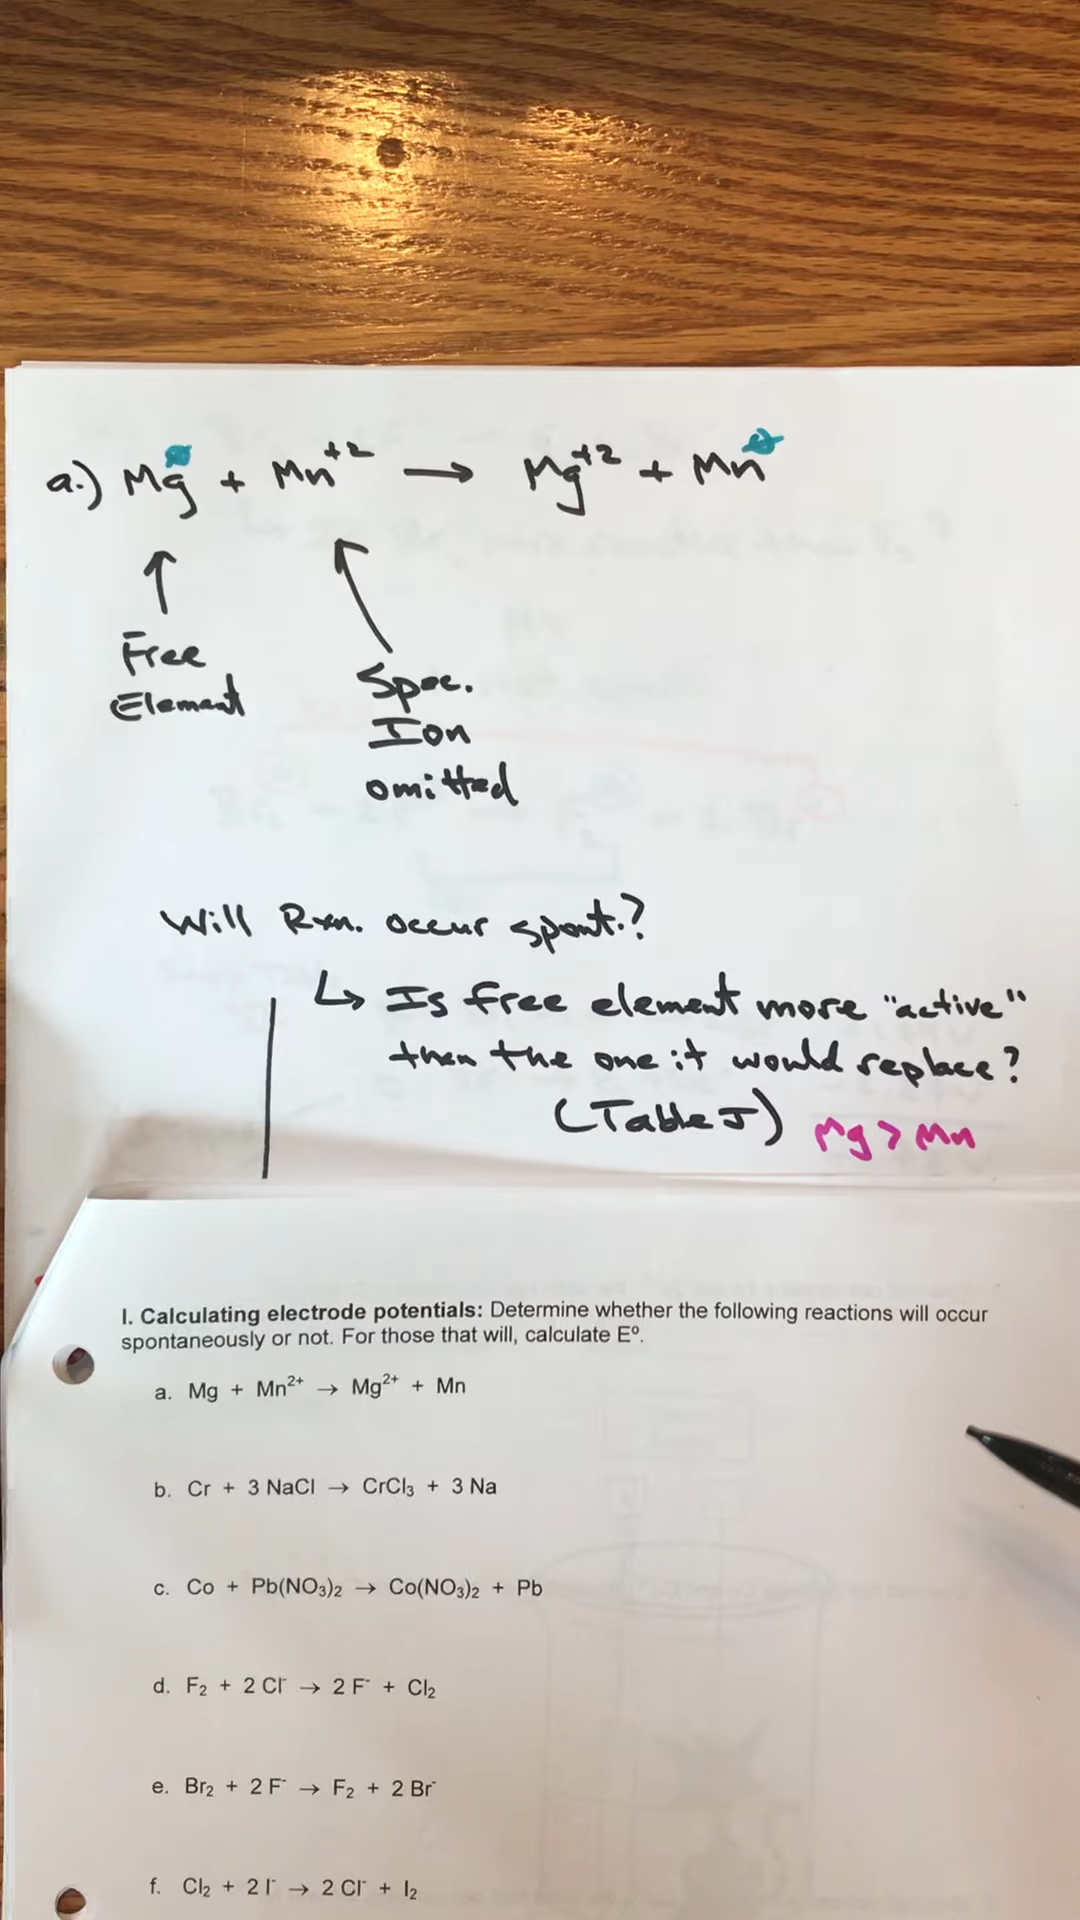 a.) Mg⁰ + Mn⁺² → Mg⁺² + Mn⁰
Free
Element
Spec.
Ion
omitted
Will Rxn. occur spont.?
↳ Is free element more "active"
then the one it would replace?
(Table J) Mg > Mn
I. Calculating electrode potentials: Determine whether the following reactions will occur
spontaneously or not. For those that will, calculate Eº.
a. Mg + Mn²⁺ → Mg²⁺ + Mn
b. Cr + 3 NaCl → CrCl₃ + 3 Na
c. Co + Pb(NO₃)₂ → Co(NO₃)₂ + Pb
d. F₂ + 2 Cl⁻ → 2 F⁻ + Cl₂
e. Br₂ + 2 F⁻ → F₂ + 2 Br⁻
f. Cl₂ + 2 I⁻ → 2 Cl⁻ + I₂